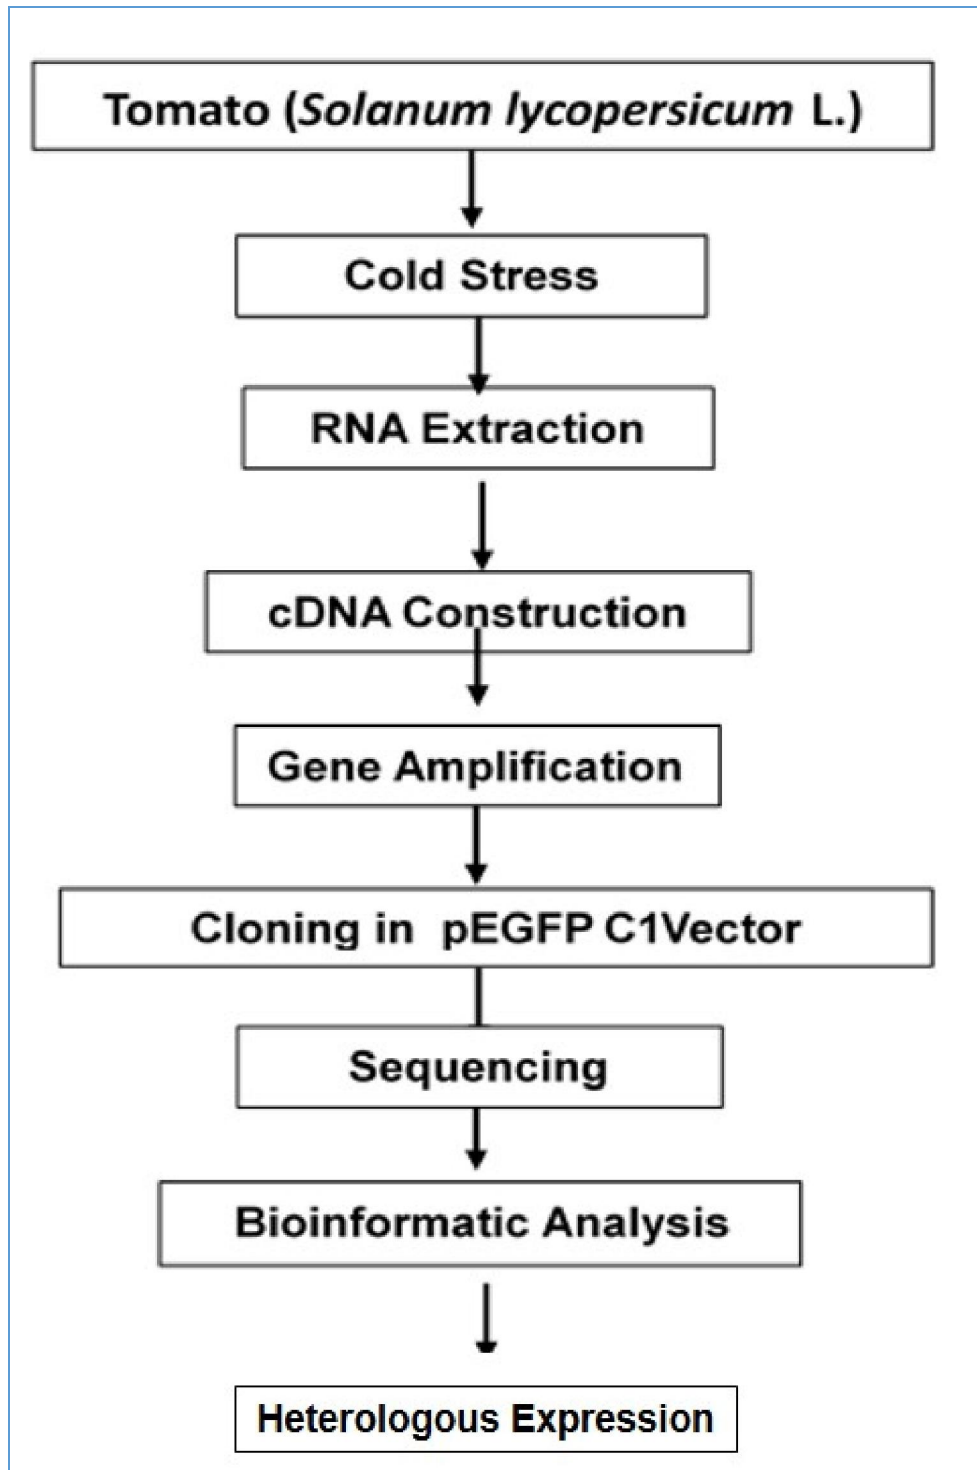 Tomato (Solanum lycopersicum L.)
Cold Stress
RNA Extraction
cDNA Construction
Gene Amplification
Cloning in pEGFP C1Vector
Sequencing
Bioinformatic Analysis
Heterologous Expression